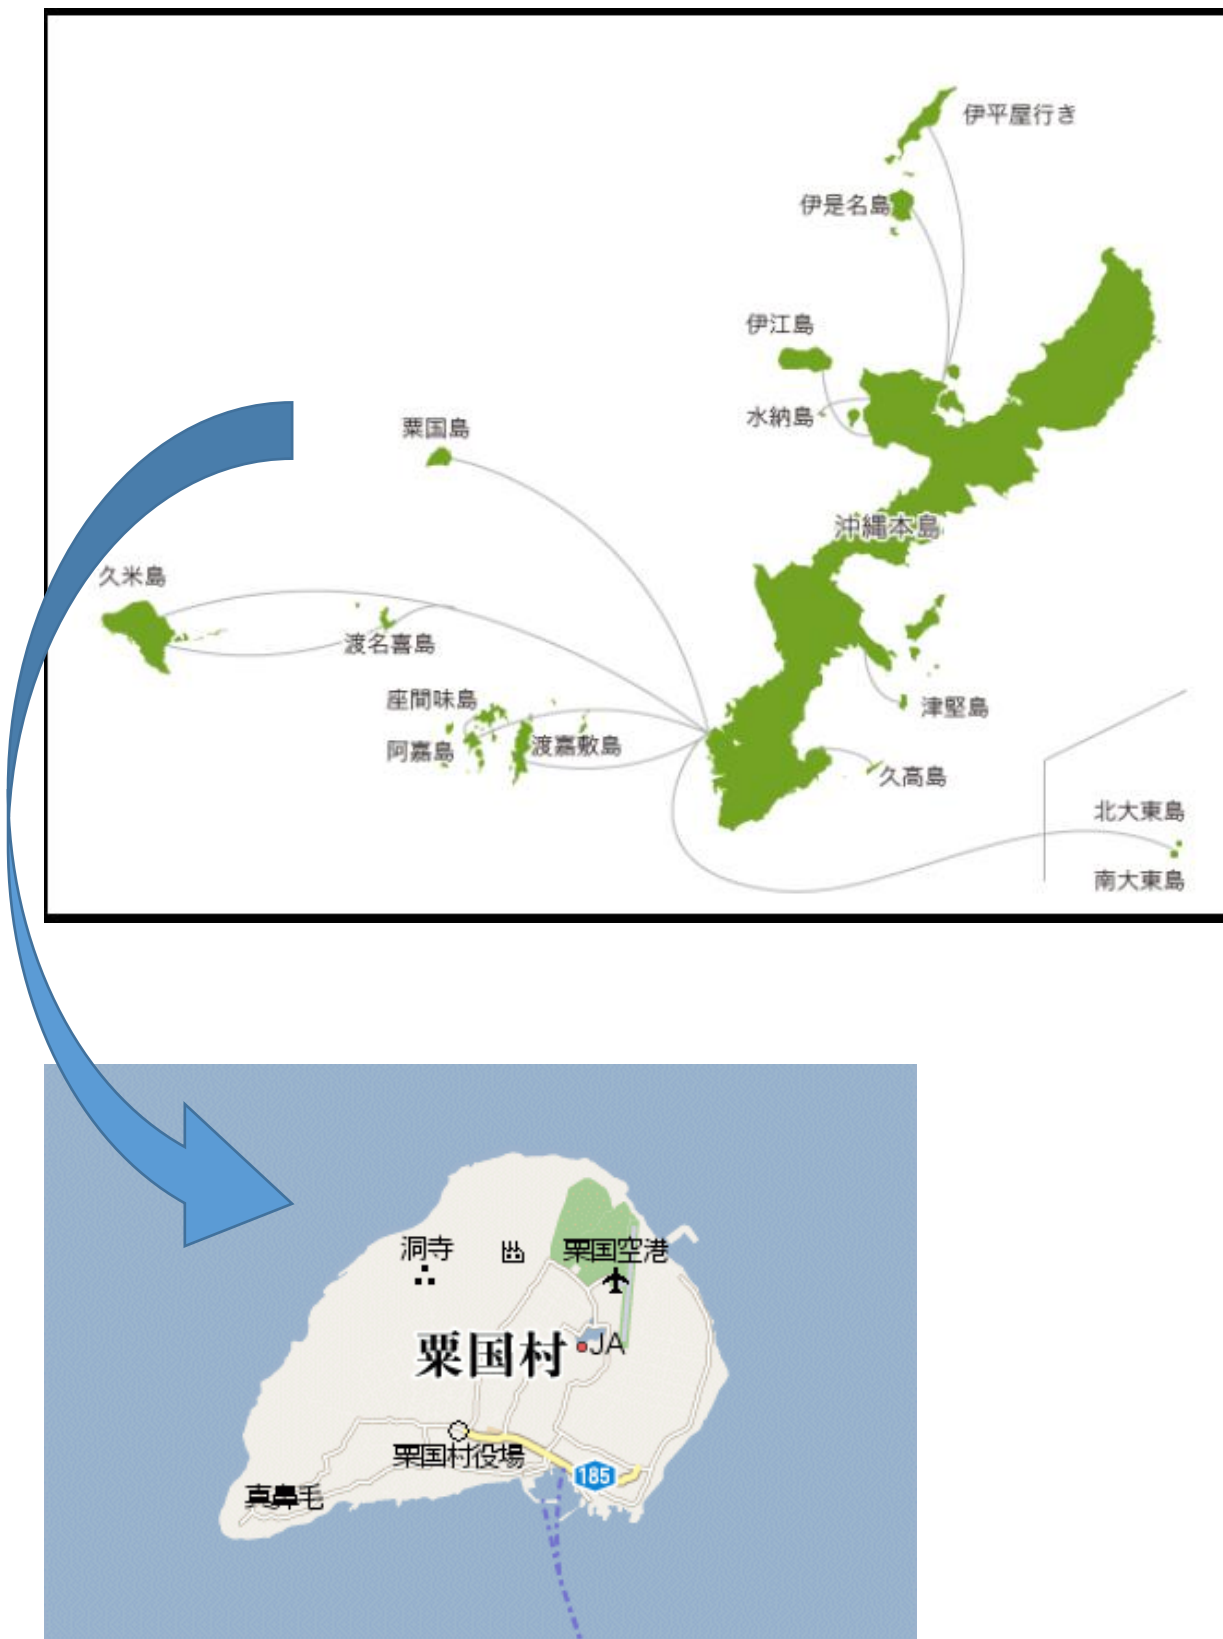 伊平屋行き
伊是名島
伊江島
水納島
粟国島
沖縄本島
久米島
渡名喜島
座間味島
阿嘉島
渡嘉敷島
津堅島
久高島
北大東島
南大東島
洞寺
粟国空港
粟国村
JA
粟国村役場
185
真鼻毛